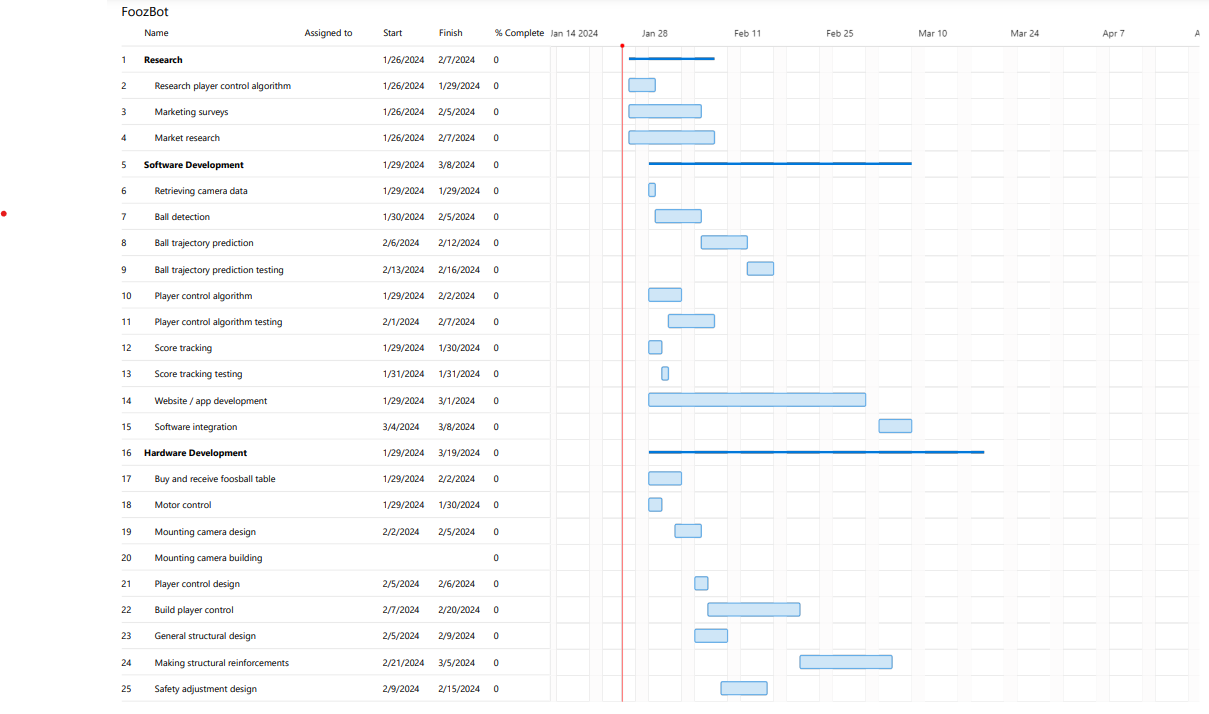 FoozBot
Name Assigned to Start Finish % Complete Jan 14 2024 Jan 28 Feb 11 Feb 25 Mar 10 Mar 24 Apr 7 A
1 Research 1/26/2024 2/7/2024 0
2 Research player control algorithm 1/26/2024 1/29/2024 0
3 Marketing surveys 1/26/2024 2/5/2024 0
4 Market research 1/26/2024 2/7/2024 0
5 Software Development 1/29/2024 3/8/2024 0
6 Retrieving camera data 1/29/2024 1/29/2024 0
7 Ball detection 1/30/2024 2/5/2024 0
8 Ball trajectory prediction 2/6/2024 2/12/2024 0
9 Ball trajectory prediction testing 2/13/2024 2/16/2024 0
10 Player control algorithm 1/29/2024 2/2/2024 0
11 Player control algorithm testing 2/1/2024 2/7/2024 0
12 Score tracking 1/29/2024 1/30/2024 0
13 Score tracking testing 1/31/2024 1/31/2024 0
14 Website / app development 1/29/2024 3/1/2024 0
15 Software integration 3/4/2024 3/8/2024 0
16 Hardware Development 1/29/2024 3/19/2024 0
17 Buy and receive foosball table 1/29/2024 2/2/2024 0
18 Motor control 1/29/2024 1/30/2024 0
19 Mounting camera design 2/2/2024 2/5/2024 0
20 Mounting camera building 0
21 Player control design 2/5/2024 2/6/2024 0
22 Build player control 2/7/2024 2/20/2024 0
23 General structural design 2/5/2024 2/9/2024 0
24 Making structural reinforcements 2/21/2024 3/5/2024 0
25 Safety adjustment design 2/9/2024 2/15/2024 0